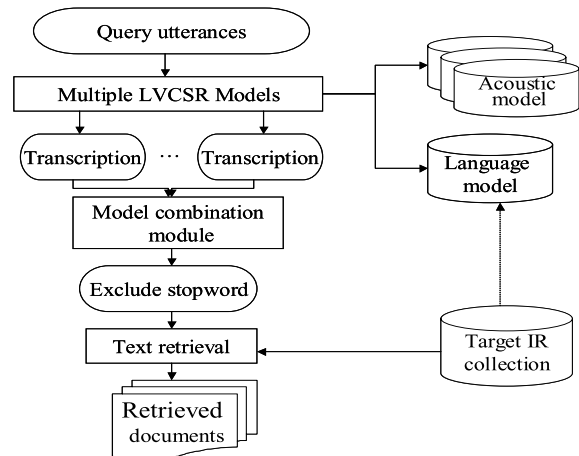 Query utterances
Multiple LVCSR Models
Acoustic
model
Transcription ... Transcription
Language
model
Model combination
module
Exclude stopword
Text retrieval
Target IR
collection
Retrieved
documents